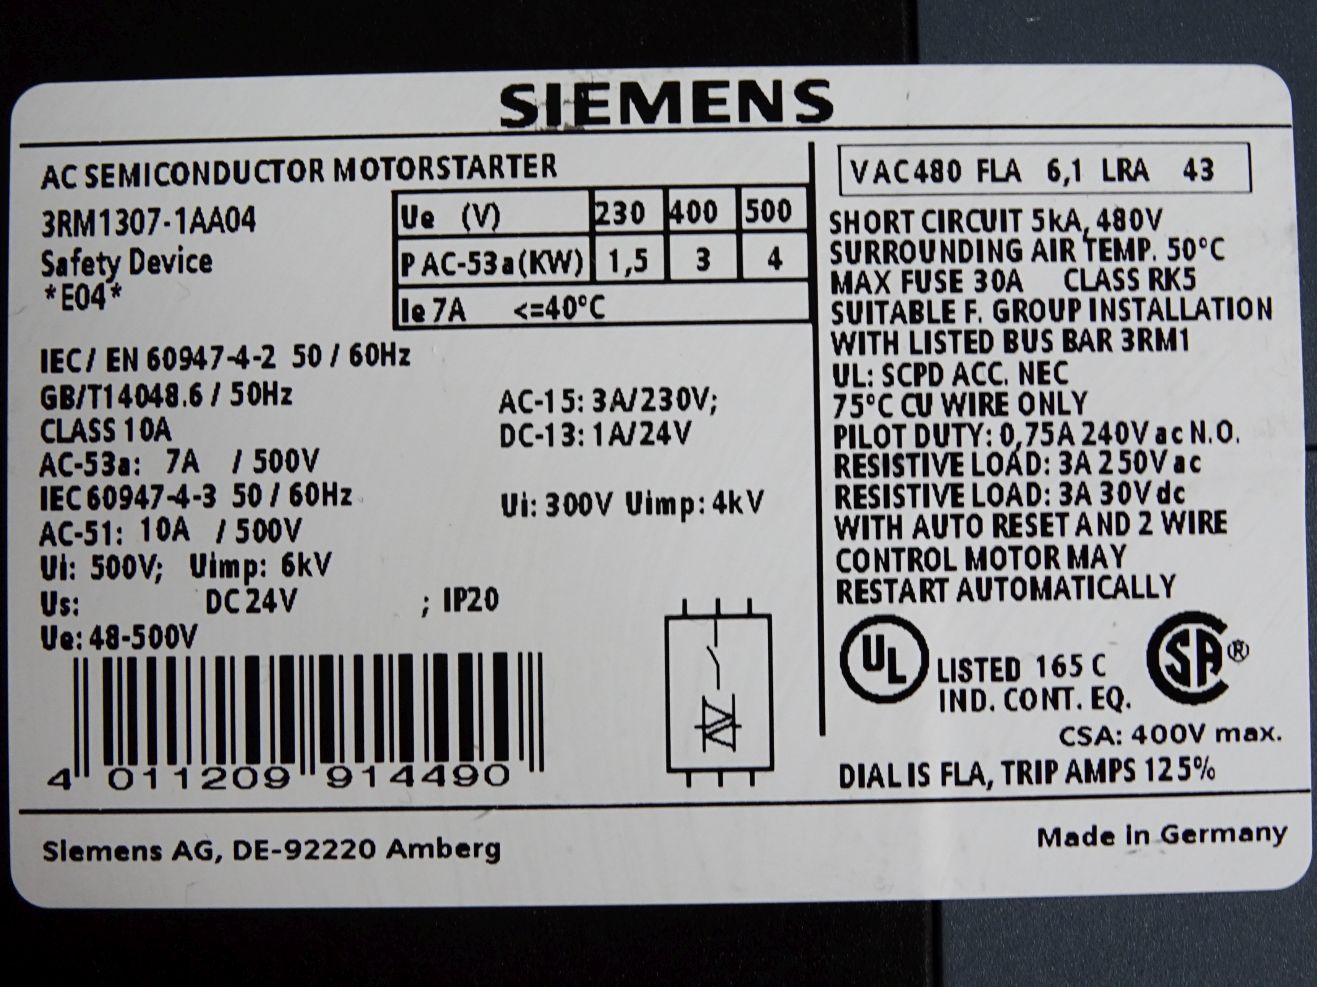 SIEMENS
AC SEMICONDUCTOR MOTORSTARTER
3RM1307-1AA04
Safety Device
*E04*
Ue (V) 230 400 500
P AC-53a(KW) 1,5 3 4
Ie 7A <=40°C
IEC/ EN 60947-4-2 50 / 60Hz
GB/T14048.6 / 50Hz
CLASS 10A
AC-53a: 7A / 500V
IEC 60947-4-3 50 / 60Hz
AC-51: 10A / 500V
Ui: 500V; Uimp: 6kV
Us: DC 24V ; IP20
Ue: 48-500V
AC-15: 3A/230V;
DC-13: 1A/24V
Ui: 300V Uimp: 4kV
4 011209 914490
VAC480 FLA 6,1 LRA 43
SHORT CIRCUIT 5kA, 480V
SURROUNDING AIR TEMP. 50°C
MAX FUSE 30A CLASS RK5
SUITABLE F. GROUP INSTALLATION
WITH LISTED BUS BAR 3RM1
UL: SCPD ACC. NEC
75°C CU WIRE ONLY
PILOT DUTY: 0,75A 240V ac N.O.
RESISTIVE LOAD: 3A 250V ac
RESISTIVE LOAD: 3A 30V dc
WITH AUTO RESET AND 2 WIRE
CONTROL MOTOR MAY
RESTART AUTOMATICALLY
UL LISTED 165 C
IND. CONT. EQ.
SA®
CSA: 400V max.
DIAL IS FLA, TRIP AMPS 125%
Siemens AG, DE-92220 Amberg
Made in Germany